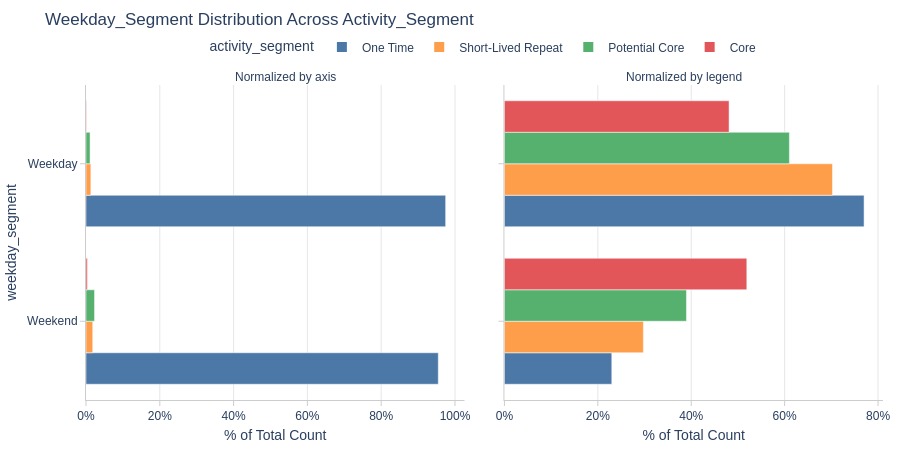 Weekday_Segment Distribution Across Activity_Segment
activity_segment One Time Short-Lived Repeat Potential Core Core
Normalized by axis Normalized by legend
weekday_segment
Weekday
Weekend
0% 20% 40% 60% 80% 100% 0% 20% 40% 60% 80%
% of Total Count % of Total Count